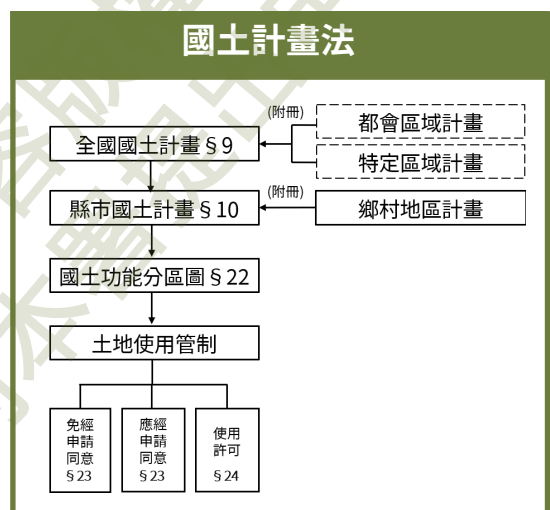 國土計畫法
(附冊)
都會區域計畫
全國國土計畫§9
特定區域計畫
(附冊)
縣市國土計畫§10
鄉村地區計畫
國土功能分區圖§22
土地使用管制
免經
申請
同意
§23
應經
申請
同意
§23
使用
許可
§24